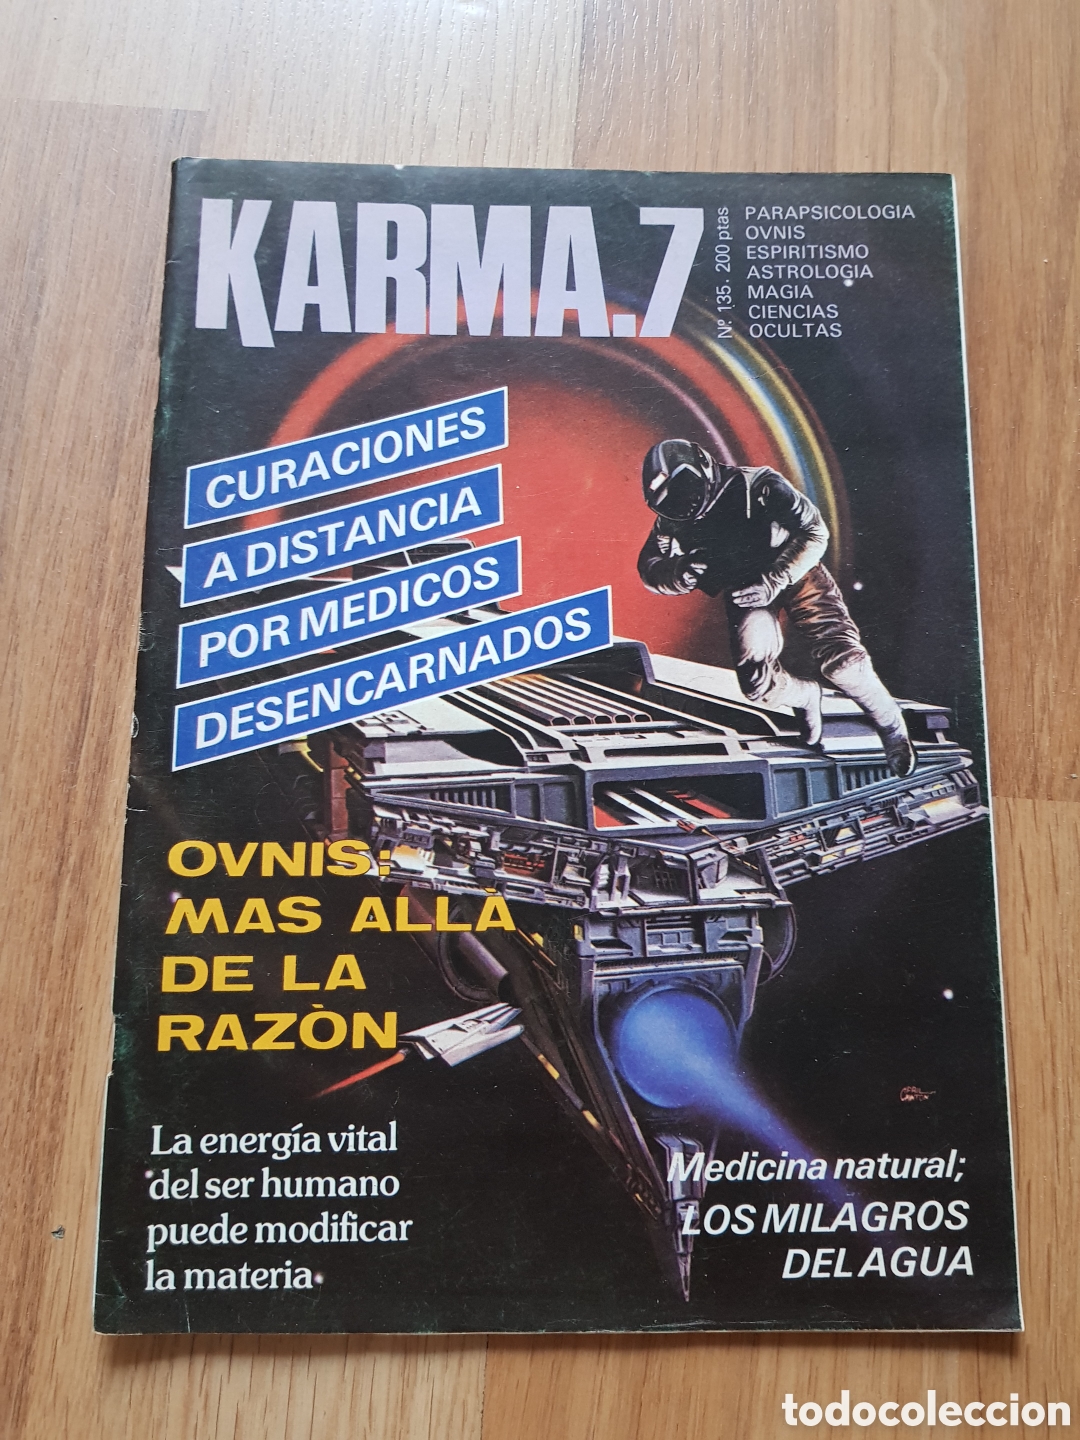 KARMA.7
Nº 135. 200 ptas
PARAPSICOLOGIA
OVNIS
ESPIRITISMO
ASTROLOGIA
MAGIA
CIENCIAS
OCULTAS
CURACIONES
A DISTANCIA
POR MEDICOS
DESENCARNADOS
OVNIS:
MAS ALLÀ
DE LA
RAZÒN
La energía vital
del ser humano
puede modificar
la materia
Medicina natural;
LOS MILAGROS
DEL AGUA
todocoleccion